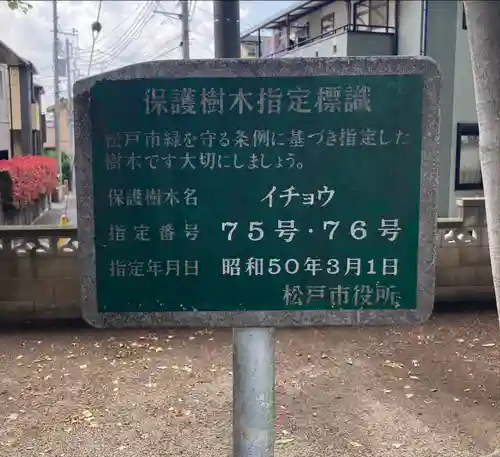 保護樹木指定標識
松戸市緑を守る条例に基づき指定した
樹木です大切にしましょう。
保護樹木名 イチョウ
指定番号 75号・76号
指定年月日 昭和50年3月1日
松戸市役所